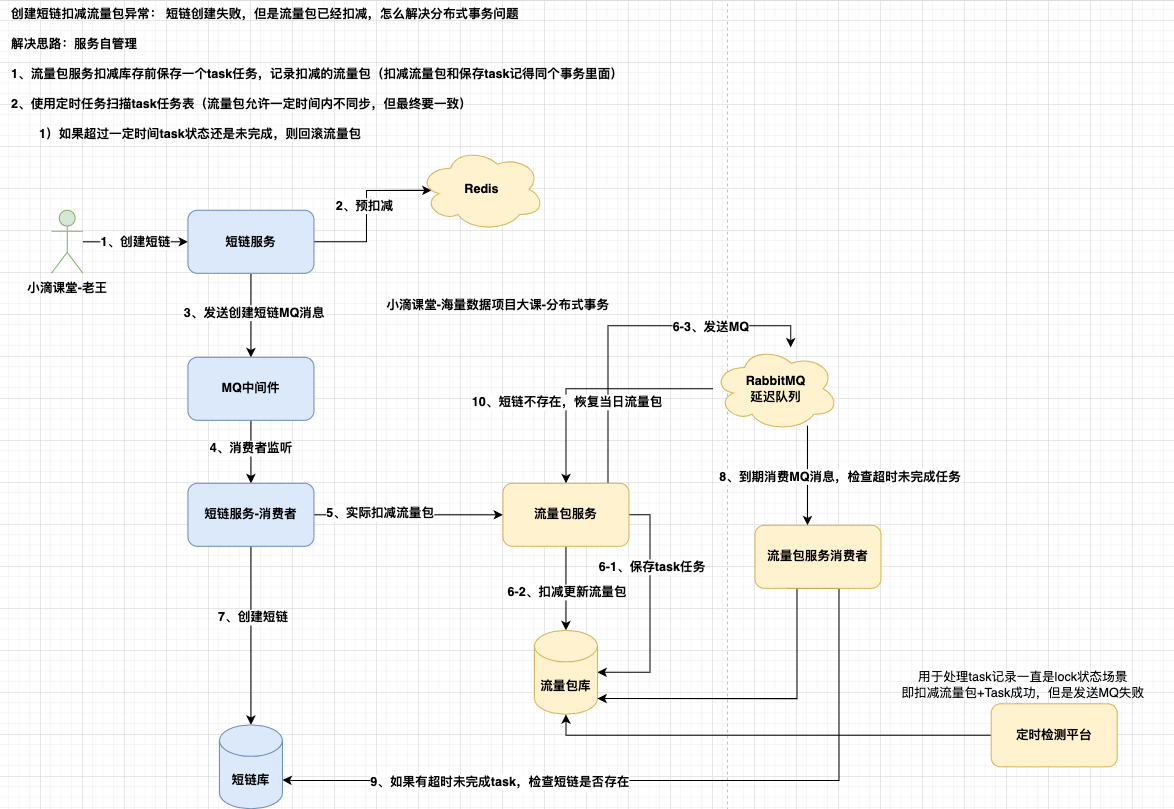 创建短链扣减流量包异常： 短链创建失败，但是流量包已经扣减，怎么解决分布式事务问题
解决思路：服务自管理
1、流量包服务扣减库存前保存一个task任务，记录扣减的流量包（扣减流量包和保存task记得同个事务里面）
2、使用定时任务扫描task任务表（流量包允许一定时间内不同步，但最终要一致）
1）如果超过一定时间task状态还是未完成，则回滚流量包
Redis
2、预扣减
1、创建短链
短链服务
小滴课堂-老王
小滴课堂-海量数据项目大课-分布式事务
3、发送创建短链MQ消息
6-3、发送MQ
RabbitMQ
延迟队列
MQ中间件
10、短链不存在，恢复当日流量包
4、消费者监听
8、到期消费MQ消息，检查超时未完成任务
短链服务-消费者
5、实际扣减流量包
流量包服务
流量包服务消费者
6-1、保存task任务
6-2、扣减更新流量包
7、创建短链
流量包库
用于处理task记录一直是lock状态场景
即扣减流量包+Task成功，但是发送MQ失败
定时检测平台
短链库
9、如果有超时未完成task，检查短链是否存在